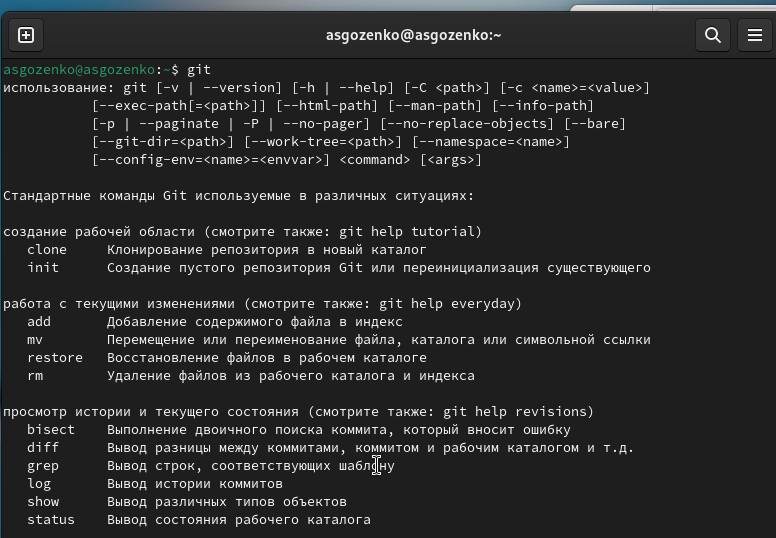 asgozenko@asgozenko:~
asgozenko@asgozenko:~$ git
использование: git [-v | --version] [-h | --help] [-C <path>] [-c <name>=<value>]
[--exec-path[=<path>]] [--html-path] [--man-path] [--info-path]
[-p | --paginate | -P | --no-pager] [--no-replace-objects] [--bare]
[--git-dir=<path>] [--work-tree=<path>] [--namespace=<name>]
[--config-env=<name>=<envvar>] <command> [<args>]
Стандартные команды Git используемые в различных ситуациях:
создание рабочей области (смотрите также: git help tutorial)
clone Клонирование репозитория в новый каталог
init Создание пустого репозитория Git или переинициализация существующего
работа с текущими изменениями (смотрите также: git help everyday)
add Добавление содержимого файла в индекс
mv Перемещение или переименование файла, каталога или символьной ссылки
restore Восстановление файлов в рабочем каталоге
rm Удаление файлов из рабочего каталога и индекса
просмотр истории и текущего состояния (смотрите также: git help revisions)
bisect Выполнение двоичного поиска коммита, который вносит ошибку
diff Вывод разницы между коммитами, коммитом и рабочим каталогом и т.д.
grep Вывод строк, соответствующих шаблону
log Вывод истории коммитов
show Вывод различных типов объектов
status Вывод состояния рабочего каталога